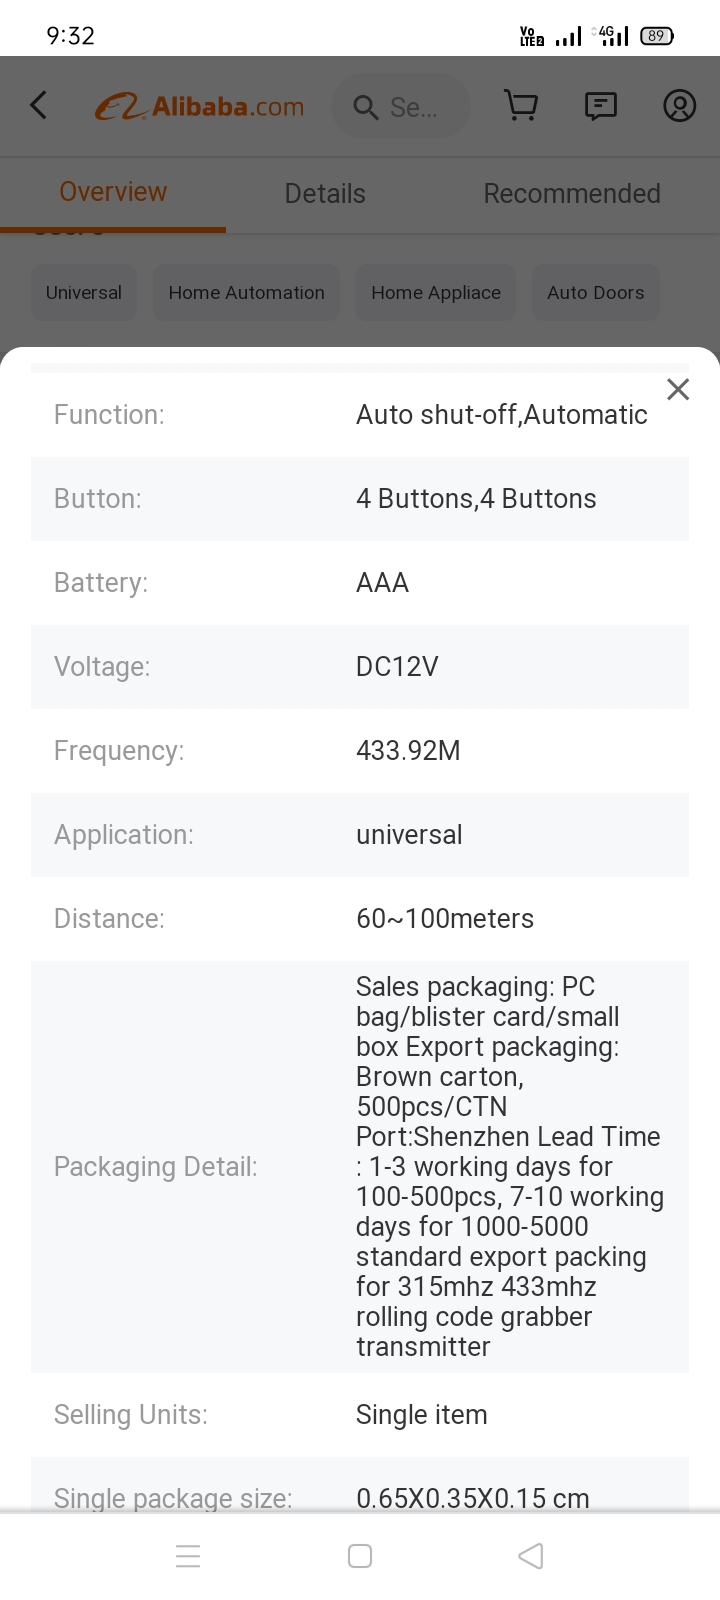 9:32
Vo LTE2 4G 89
Alibaba.com Se...
Overview Details Recommended
Universal Home Automation Home Appliace Auto Doors
Function: Auto shut-off,Automatic
Button: 4 Buttons,4 Buttons
Battery: AAA
Voltage: DC12V
Frequency: 433.92M
Application: universal
Distance: 60~100meters
Packaging Detail:
Sales packaging: PC
bag/blister card/small
box Export packaging:
Brown carton,
500pcs/CTN
Port:Shenzhen Lead Time
: 1-3 working days for
100-500pcs, 7-10 working
days for 1000-5000
standard export packing
for 315mhz 433mhz
rolling code grabber
transmitter
Selling Units: Single item
Single package size: 0.65X0.35X0.15 cm